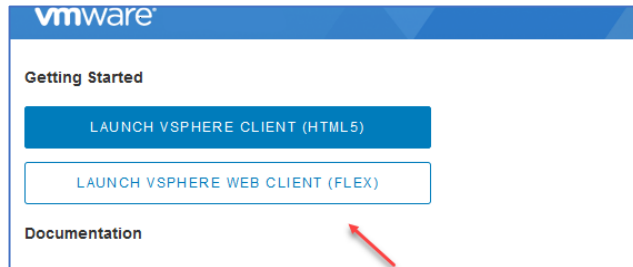 vmware
Getting Started
LAUNCH VSPHERE CLIENT (HTML5)
LAUNCH VSPHERE WEB CLIENT (FLEX)
Documentation